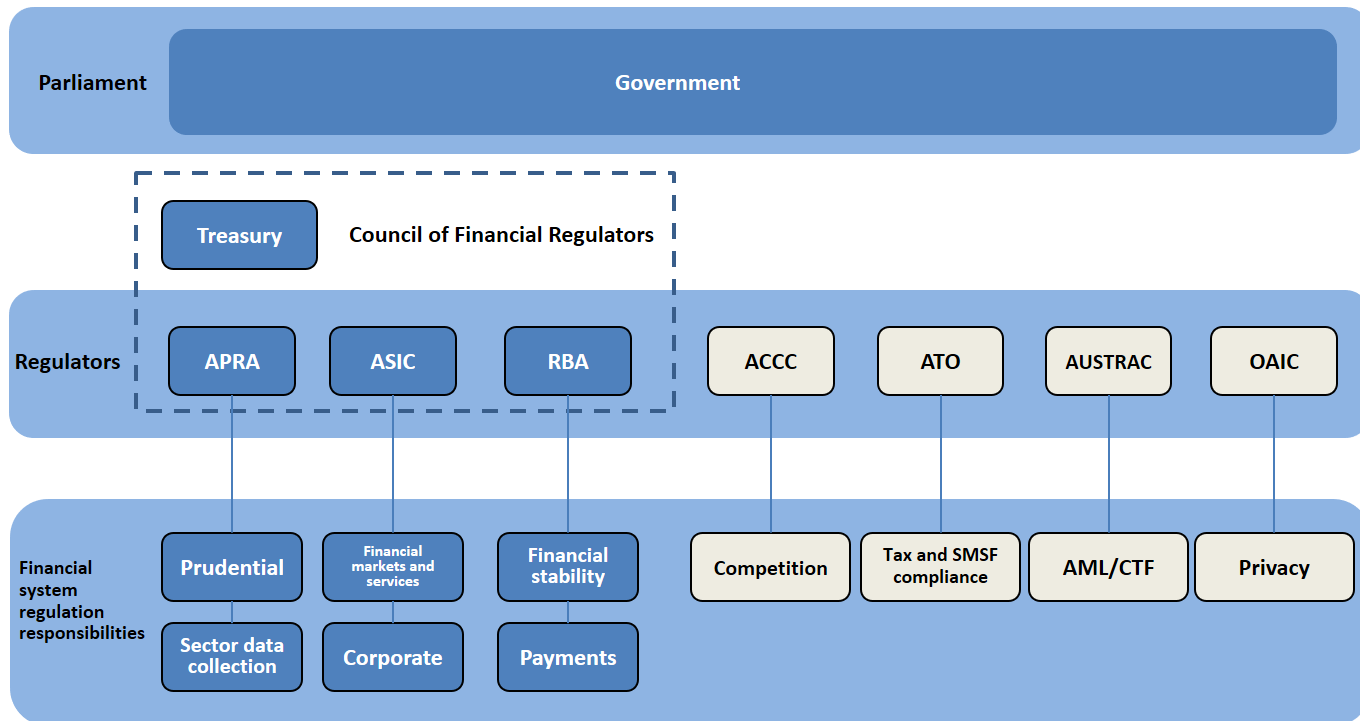 Parliament
Government
Treasury
Council of Financial Regulators
Regulators
APRA
ASIC
RBA
ACCC
ATO
AUSTRAC
OAIC
Financial
system
regulation
responsibilities
Prudential
Financial
markets and
services
Financial
stability
Competition
Tax and SMSF
compliance
AML/CTF
Privacy
Sector data
collection
Corporate
Payments